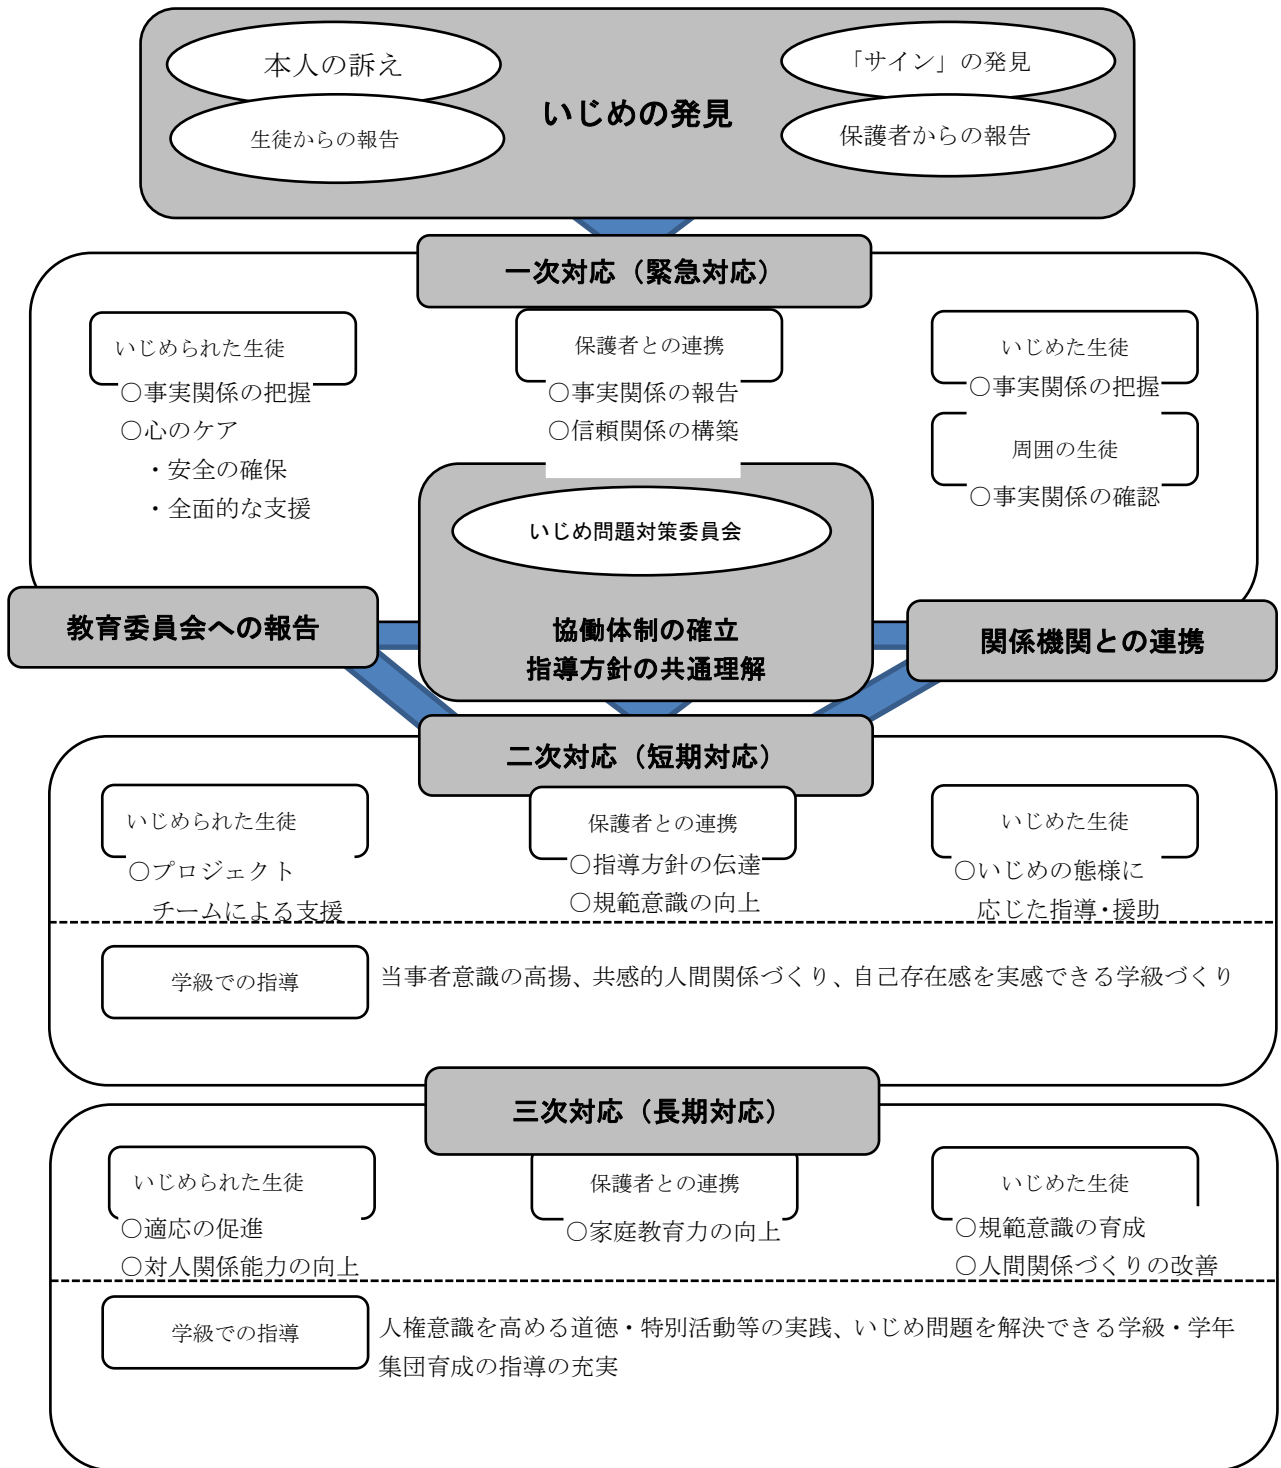 本人の訴え
「サイン」の発見
いじめの発見
生徒からの報告
保護者からの報告
一次対応（緊急対応）
いじめられた生徒
○事実関係の把握
○心のケア
・安全の確保
・全面的な支援
保護者との連携
○事実関係の報告
○信頼関係の構築
いじめた生徒
○事実関係の把握
周囲の生徒
○事実関係の確認
いじめ問題対策委員会
協働体制の確立
指導方針の共通理解
教育委員会への報告
関係機関との連携
二次対応（短期対応）
いじめられた生徒
○プロジェクト
チームによる支援
保護者との連携
○指導方針の伝達
○規範意識の向上
いじめた生徒
○いじめの態様に
応じた指導・援助
学級での指導
当事者意識の高揚、共感的人間関係づくり、自己存在感を実感できる学級づくり
三次対応（長期対応）
いじめられた生徒
○適応の促進
○対人関係能力の向上
保護者との連携
○家庭教育力の向上
いじめた生徒
○規範意識の育成
○人間関係づくりの改善
学級での指導
人権意識を高める道徳・特別活動等の実践、いじめ問題を解決できる学級・学年
集団育成の指導の充実